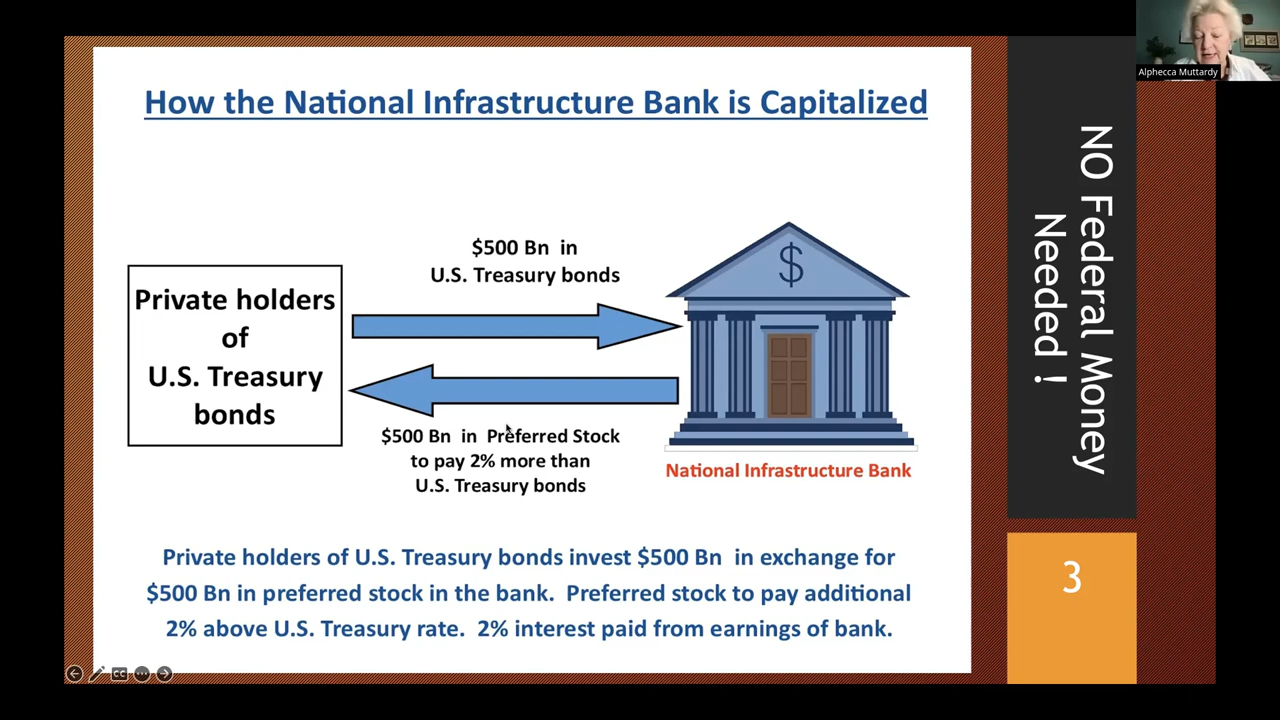 Alphecca Muttardy
How the National Infrastructure Bank is Capitalized
$500 Bn in
U.S. Treasury bonds
Private holders
of
U.S. Treasury
bonds
$
$500 Bn in Preferred Stock
to pay 2% more than
U.S. Treasury bonds
National Infrastructure Bank
Private holders of U.S. Treasury bonds invest $500 Bn in exchange for
$500 Bn in preferred stock in the bank. Preferred stock to pay additional
2% above U.S. Treasury rate. 2% interest paid from earnings of bank.
NO Federal Money
Needed !
3
CC